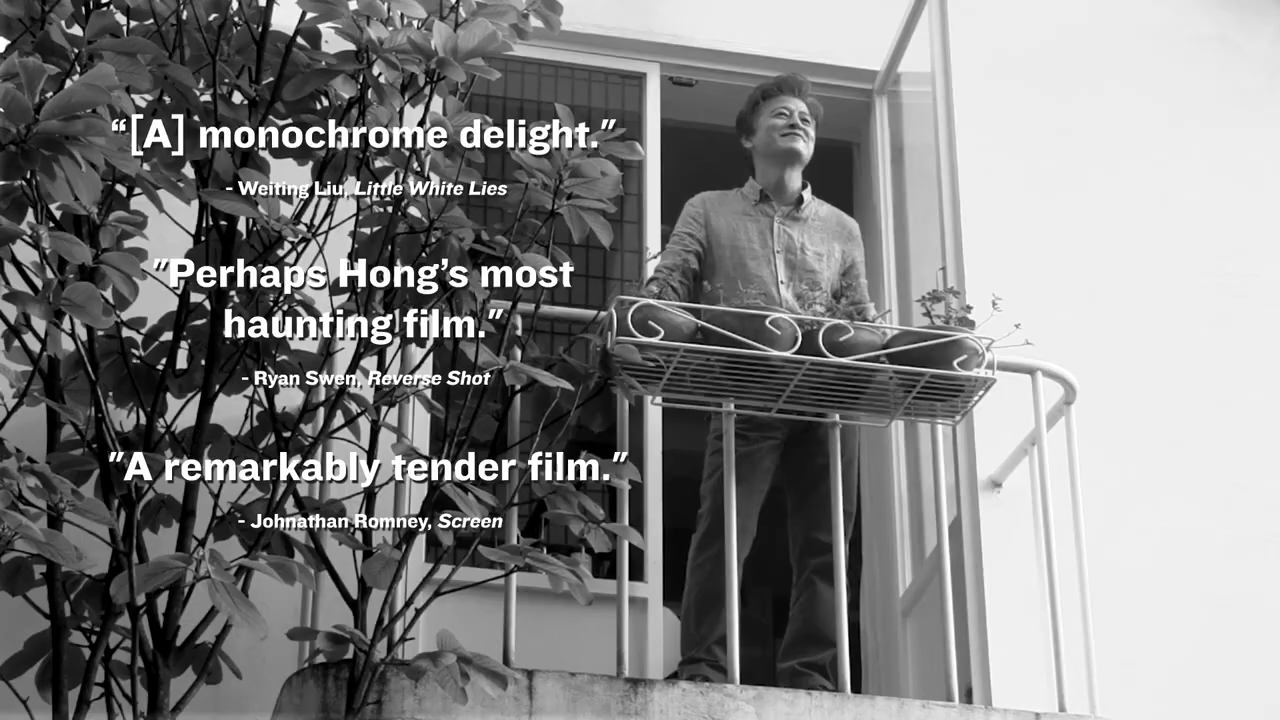 “[A] monochrome delight.”
- Weiting Liu, Little White Lies
"Perhaps Hong’s most
haunting film.”
- Ryan Swen, Reverse Shot
"A remarkably tender film.”
- Johnathan Romney, Screen